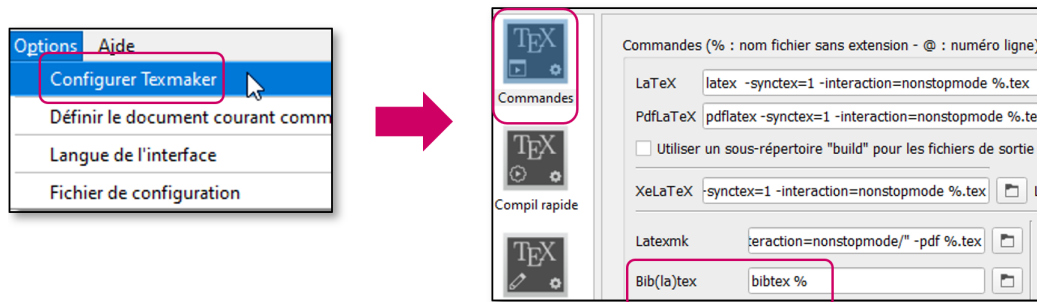 Options Ajde
Configurer Texmaker
Définir le document courant comm
Langue de l'interface
Fichier de configuration
TEX
Commandes
TEX
Compil rapide
TEX
Commandes (% : nom fichier sans extension - @ : numéro ligne)
LaTeX latex -synctex=1 -interaction=nonstopmode %.tex
PdfLaTeX pdflatex -synctex=1 -interaction=nonstopmode %.te
Utiliser un sous-répertoire "build" pour les fichiers de sortie
XeLaTeX -synctex=1 -interaction=nonstopmode %.tex L
Latexmk eraction=nonstopmode/" -pdf %.tex
Bib(la)tex bibtex %